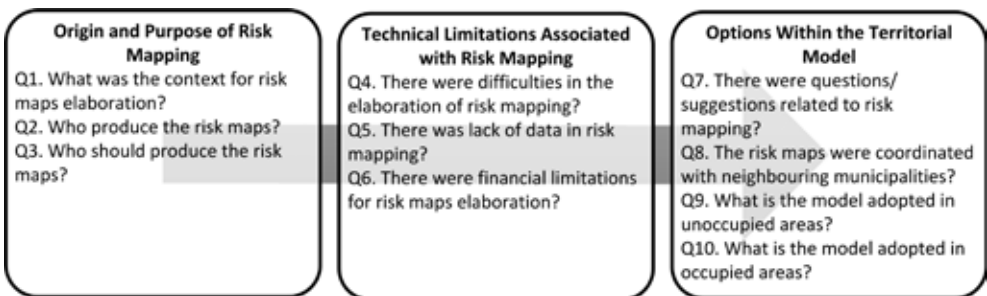 Origin and Purpose of Risk
Mapping
Q1. What was the context for risk
maps elaboration?
Q2. Who produce the risk maps?
Q3. Who should produce the risk
maps?
Technical Limitations Associated
with Risk Mapping
Q4. There were difficulties in the
elaboration of risk mapping?
Q5. There was lack of data in risk
mapping?
Q6. There were financial limitations
for risk maps elaboration?
Options Within the Territorial
Model
Q7. There were questions/
suggestions related to risk
mapping?
Q8. The risk maps were coordinated
with neighbouring municipalities?
Q9. What is the model adopted in
unoccupied areas?
Q10. What is the model adopted in
occupied areas?